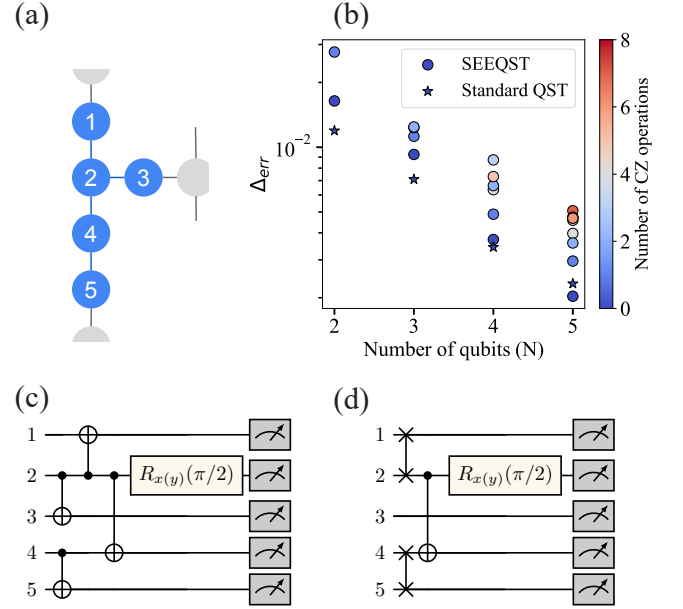 (a)
1
2
3
4
5
(b)
Δerr
10⁻²
SEEQST
Standard QST
2
3
4
5
Number of qubits (N)
8
6
4
2
0
Number of CZ operations
(c)
1
2
3
4
5
Rx(y)(π/2)
(d)
1
2
3
4
5
Rx(y)(π/2)